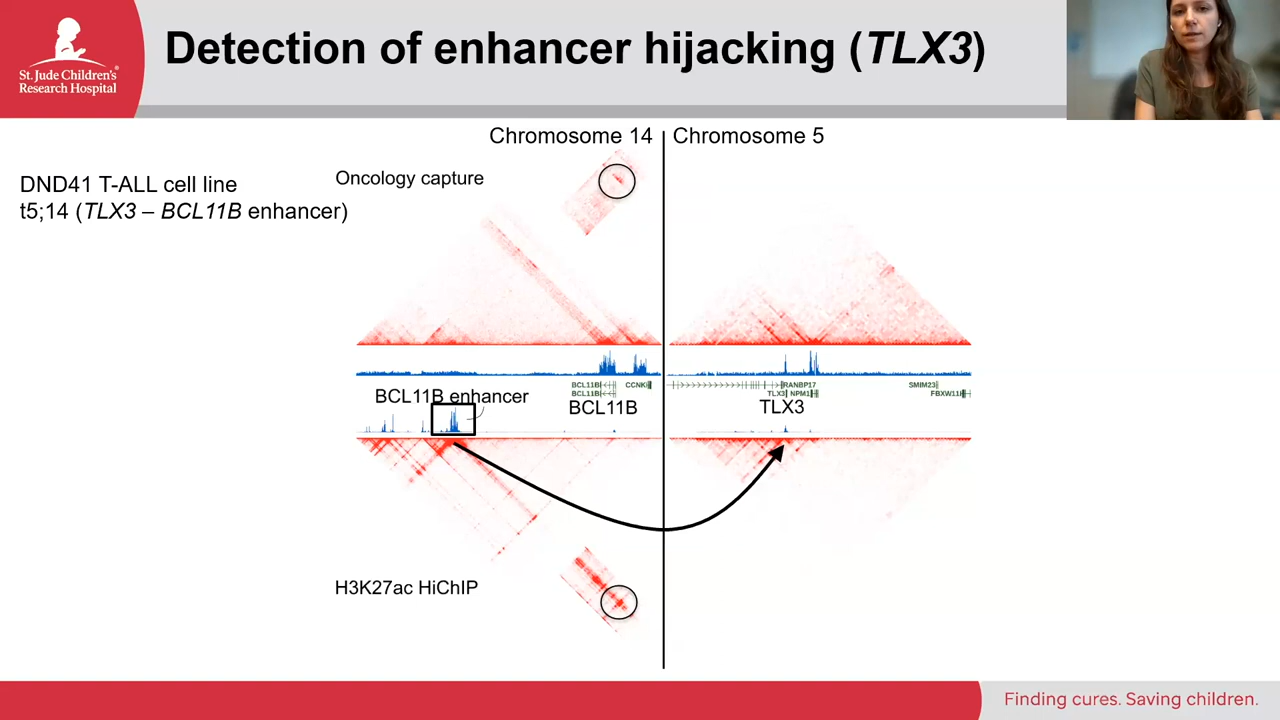 St. Jude Children's
Research Hospital
Detection of enhancer hijacking (TLX3)
Chromosome 14
Chromosome 5
DND41 T-ALL cell line
t5;14 (TLX3 – BCL11B enhancer)
Oncology capture
BCL11B
BCL11B
CCNK
RANBP17
TLX3
NPM1
SMIM23
FBXW11
BCL11B enhancer
BCL11B
TLX3
H3K27ac HiChIP
Finding cures. Saving children.